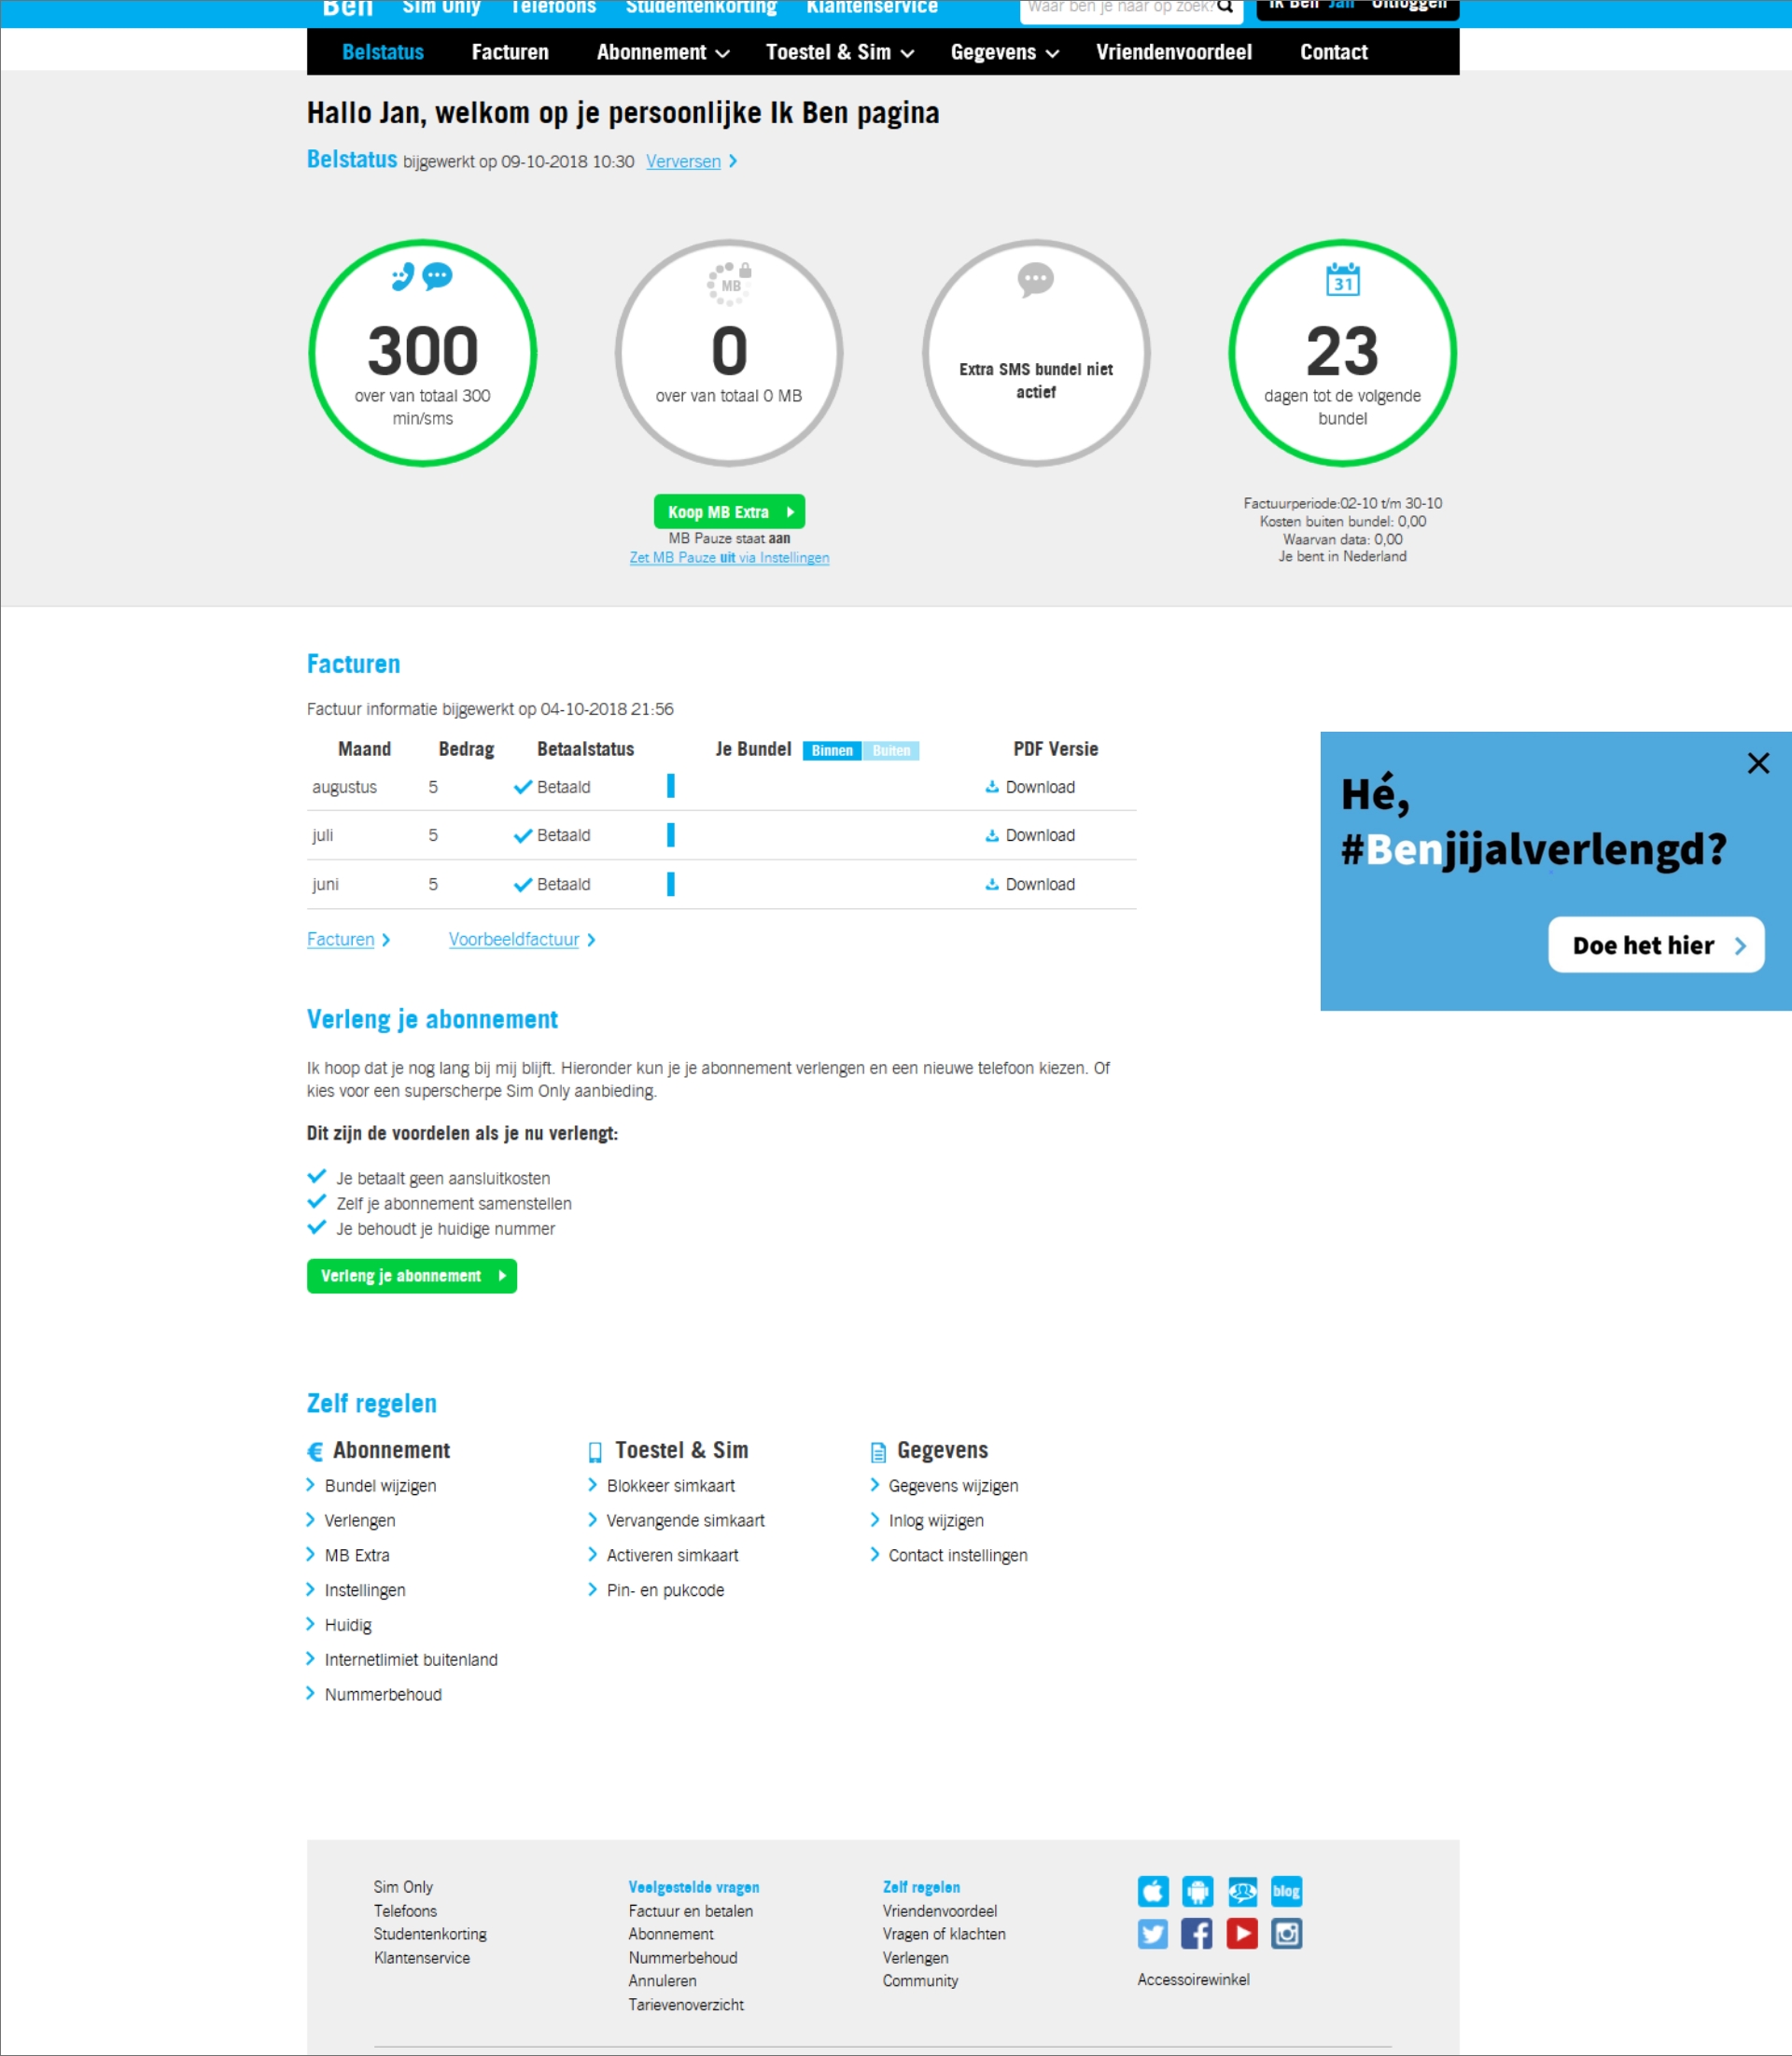 Ben Sim Only Telefoons Studentenkorting Klantenservice Waar ben je naar op zoek? Ik Ben Jan Uitloggen
Belstatus Facturen Abonnement Toestel & Sim Gegevens Vriendenvoordeel Contact
Hallo Jan, welkom op je persoonlijke Ik Ben pagina
Belstatus bijgewerkt op 09-10-2018 10:30 Verversen
300
over van totaal 300
min/sms
MB
0
over van totaal 0 MB
Koop MB Extra
MB Pauze staat aan
Zet MB Pauze uit via Instellingen
Extra SMS bundel niet
actief
31
23
dagen tot de volgende
bundel
Factuurperiode:02-10 t/m 30-10
Kosten buiten bundel: 0,00
Waarvan data: 0,00
Je bent in Nederland
Facturen
Factuur informatie bijgewerkt op 04-10-2018 21:56
Maand Bedrag Betaalstatus Je Bundel Binnen Buiten PDF Versie
augustus 5 Betaald Download
juli 5 Betaald Download
juni 5 Betaald Download
Facturen Voorbeeldfactuur
Hé,
#Benjijalverlengd?
Doe het hier
Verleng je abonnement
Ik hoop dat je nog lang bij mij blijft. Hieronder kun je je abonnement verlengen en een nieuwe telefoon kiezen. Of
kies voor een superscherpe Sim Only aanbieding.
Dit zijn de voordelen als je nu verlengt:
Je betaalt geen aansluitkosten
Zelf je abonnement samenstellen
Je behoudt je huidige nummer
Verleng je abonnement
Zelf regelen
€ Abonnement
Bundel wijzigen
Verlengen
MB Extra
Instellingen
Huidig
Internetlimiet buitenland
Nummerbehoud
Toestel & Sim
Blokkeer simkaart
Vervangende simkaart
Activeren simkaart
Pin- en pukcode
Gegevens
Gegevens wijzigen
Inlog wijzigen
Contact instellingen
Sim Only
Telefoons
Studentenkorting
Klantenservice
Veelgestelde vragen
Factuur en betalen
Abonnement
Nummerbehoud
Annuleren
Tarievenoverzicht
Zelf regelen
Vriendenvoordeel
Vragen of klachten
Verlengen
Community
blog
Accessoirewinkel